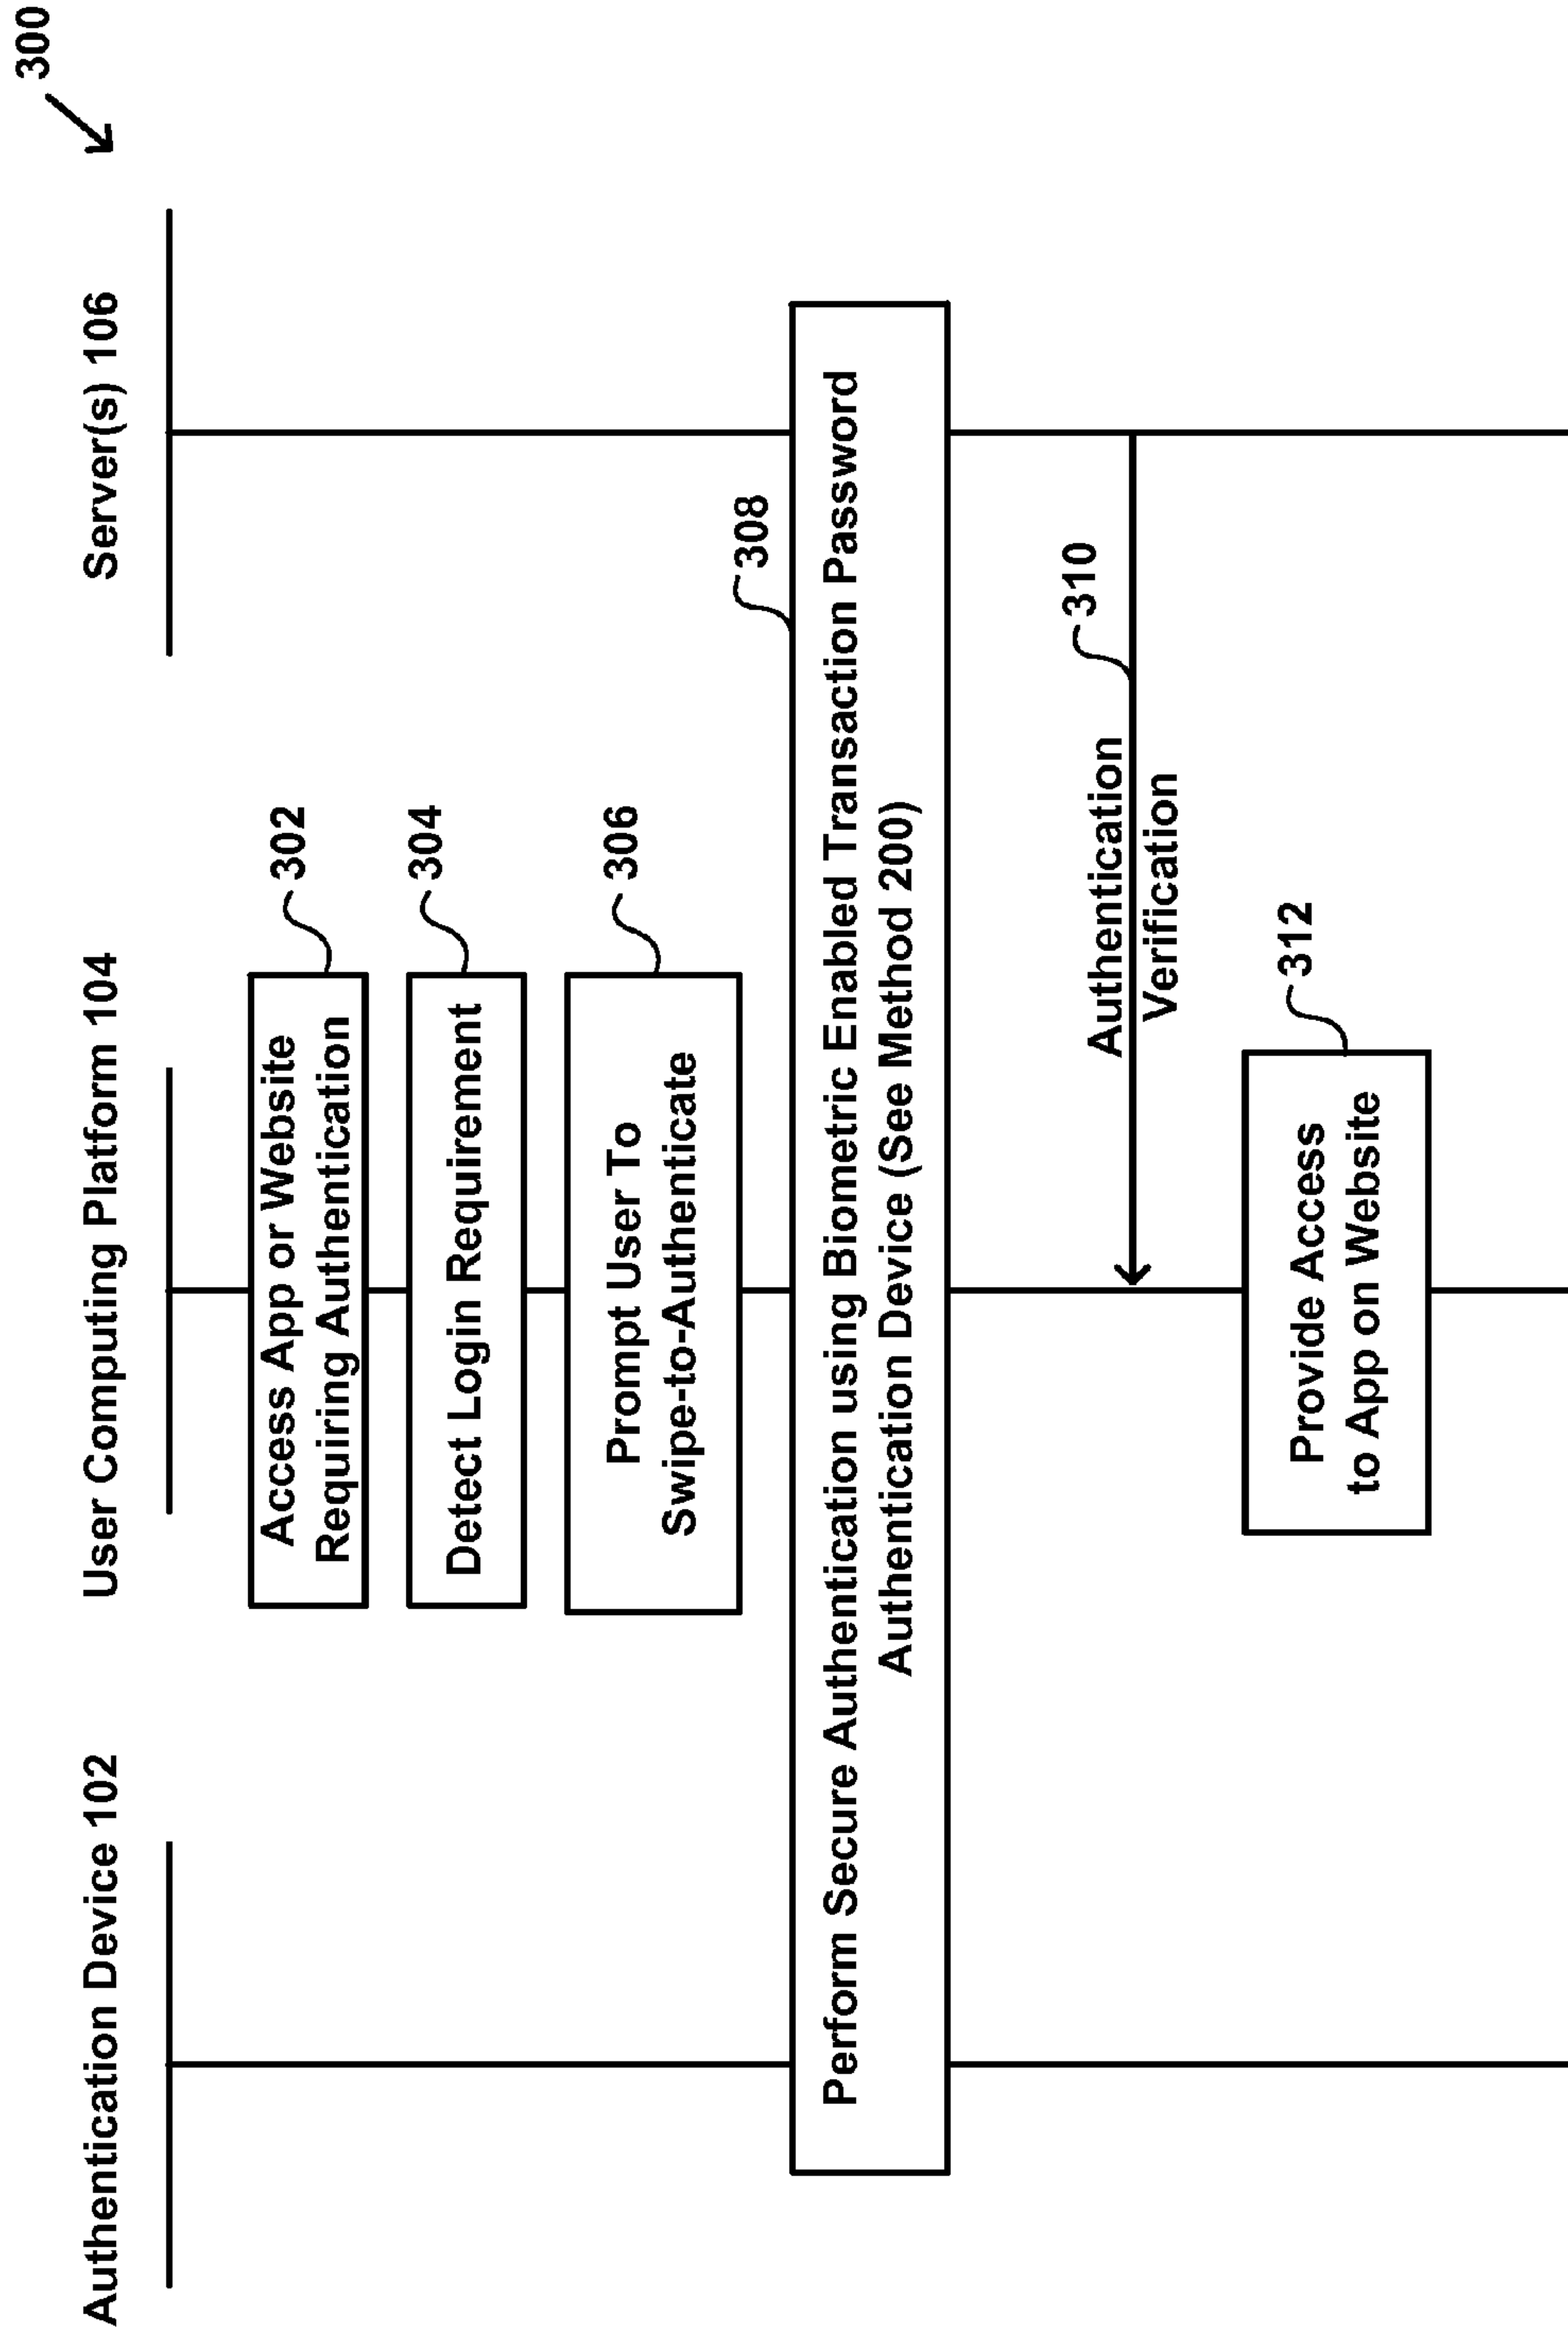 300
Authentication Device 102
User Computing Platform 104
Server(s) 106
Access App or Website
Requiring Authentication
302
Detect Login Requirement
304
Prompt User To
Swipe-to-Authenticate
306
308
Perform Secure Authentication using Biometric Enabled Transaction Password
Authentication Device (See Method 200)
310
Authentication
Verification
312
Provide Access
to App on Website